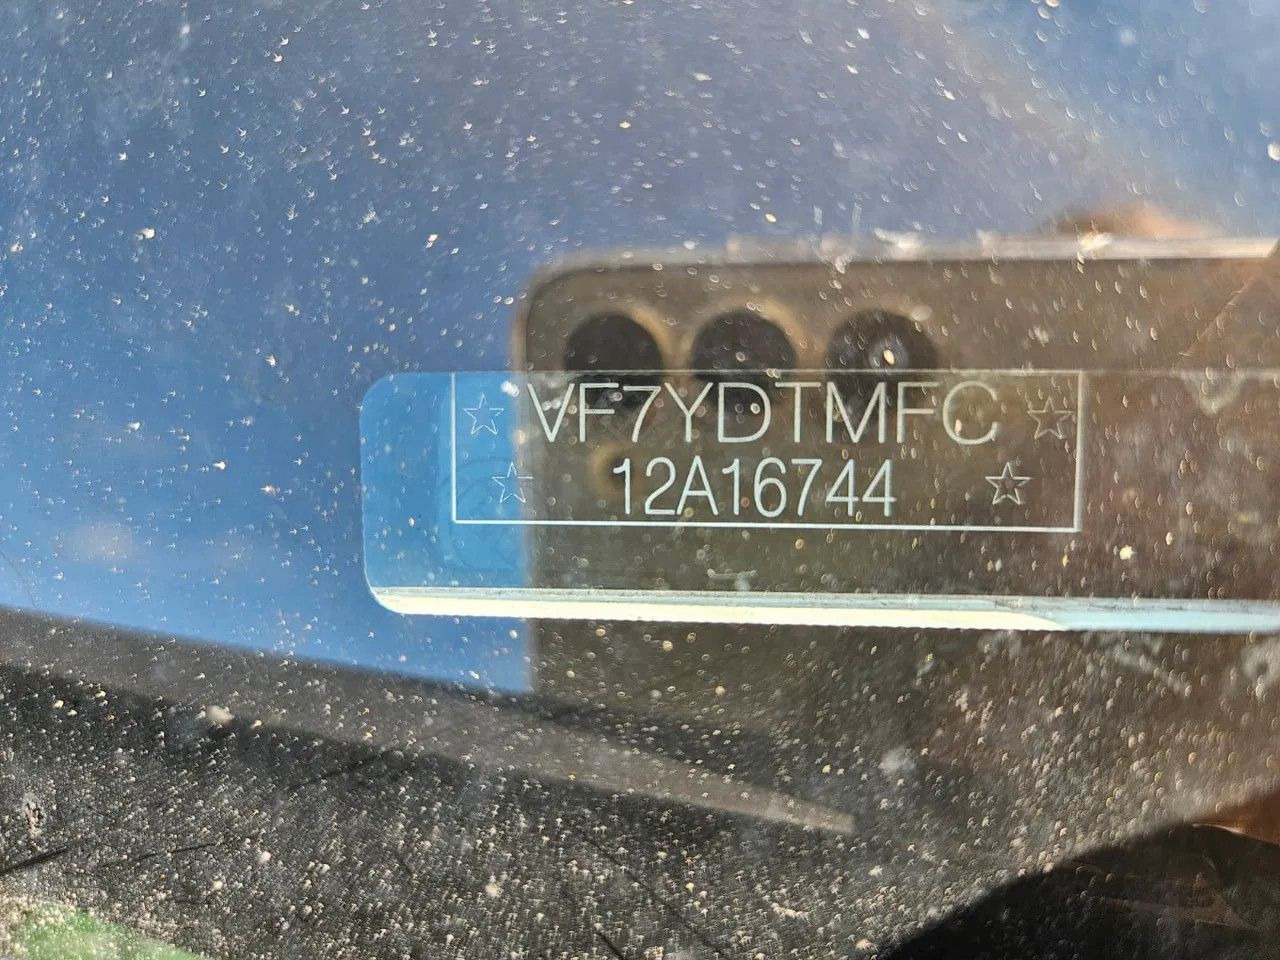 ☆ VF7YDTMFC ☆
☆ 12A16744 ☆